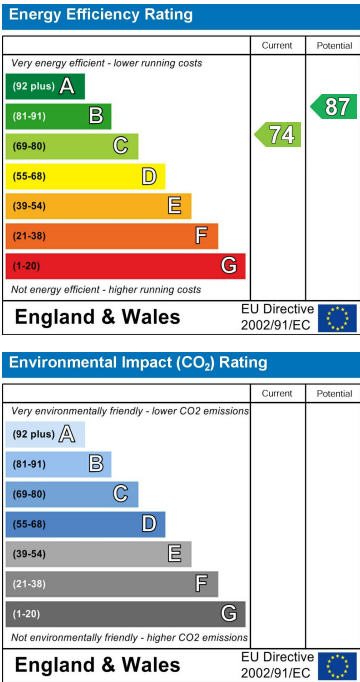 Energy Efficiency Rating
Current Potential
Very energy efficient - lower running costs
(92 plus) A
(81-91) B
(69-80) C
(55-68) D
(39-54) E
(21-38) F
(1-20) G
74
87
Not energy efficient - higher running costs
England & Wales
EU Directive
2002/91/EC
Environmental Impact (CO₂) Rating
Current Potential
Very environmentally friendly - lower CO2 emissions
(92 plus) A
(81-91) B
(69-80) C
(55-68) D
(39-54) E
(21-38) F
(1-20) G
Not environmentally friendly - higher CO2 emissions
England & Wales
EU Directive
2002/91/EC